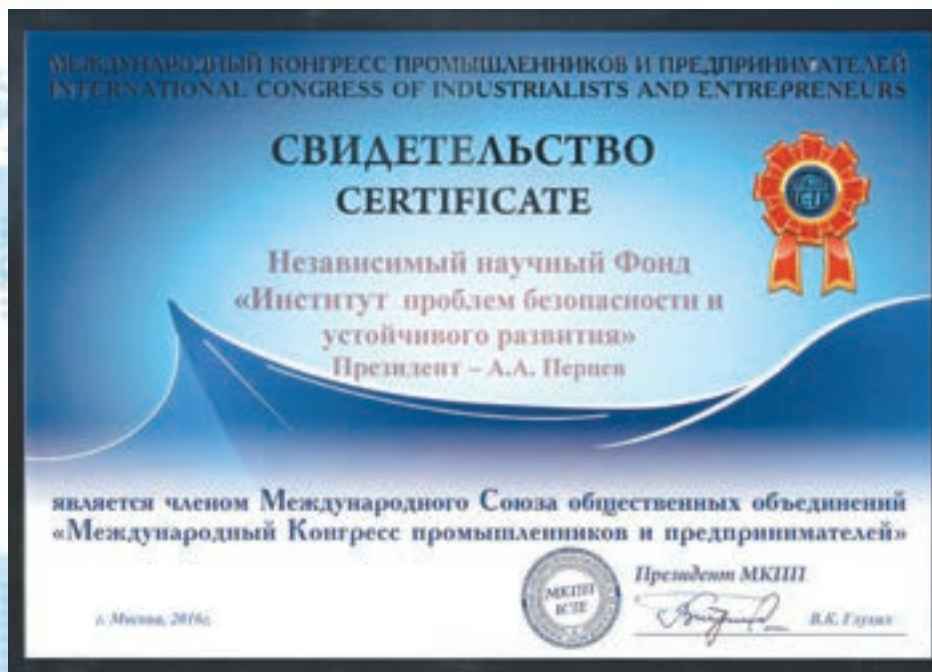 МЕЖДУНАРОДНЫЙ КОНГРЕСС ПРОМЫШЛЕННИКОВ И ПРЕДПРИНИМАТЕЛЕЙ
INTERNATIONAL CONGRESS OF INDUSTRIALISTS AND ENTREPRENEURS
СВИДЕТЕЛЬСТВО
CERTIFICATE
Независимый научный Фонд
«Институт проблем безопасности и
устойчивого развития»
Президент – А.А.
является членом Международного Союза общественных объединений
«Международный Конгресс промышленников и предпринимателей»
МКПП
Президент МКПП
г. Москва, 2016г.
В.К. Глухих